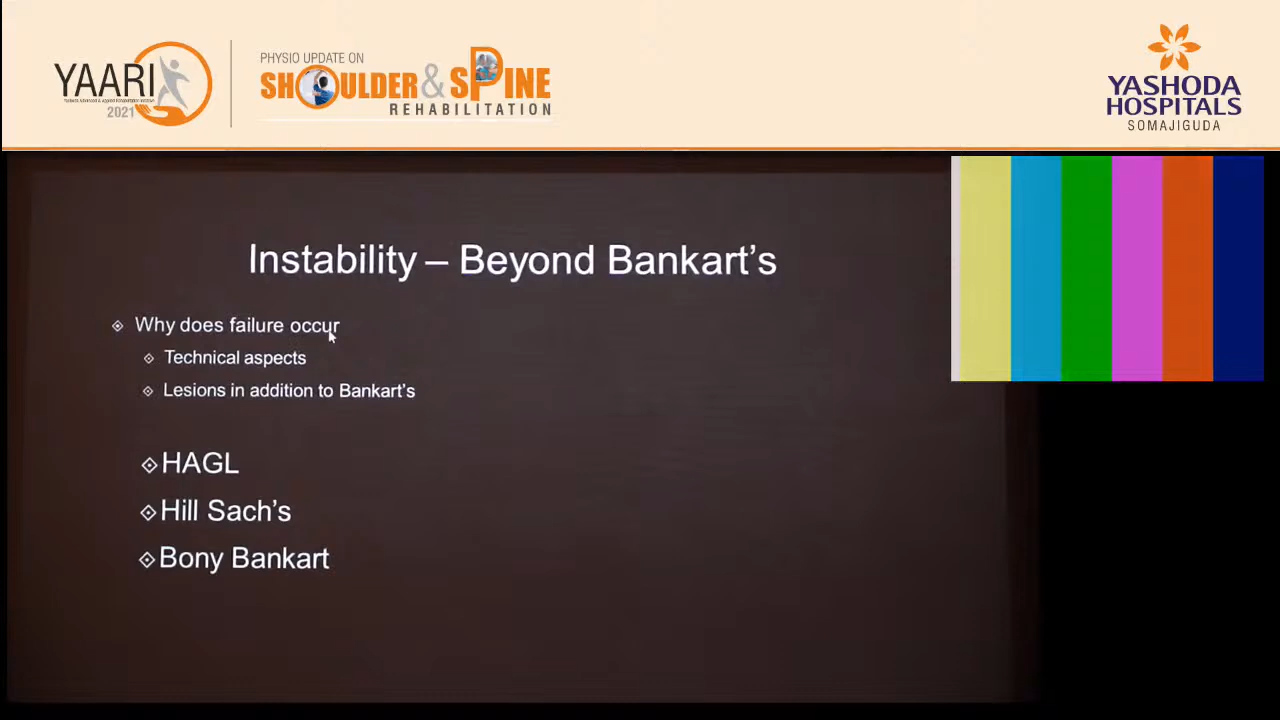 YAARI
2021
PHYSIO UPDATE ON
SHOULDER & SPINE
REHABILITATION
YASHODA
HOSPITALS
SOMAJIGUDA
Instability – Beyond Bankart's
Why does failure occur
Technical aspects
Lesions in addition to Bankart's
HAGL
Hill Sach's
Bony Bankart